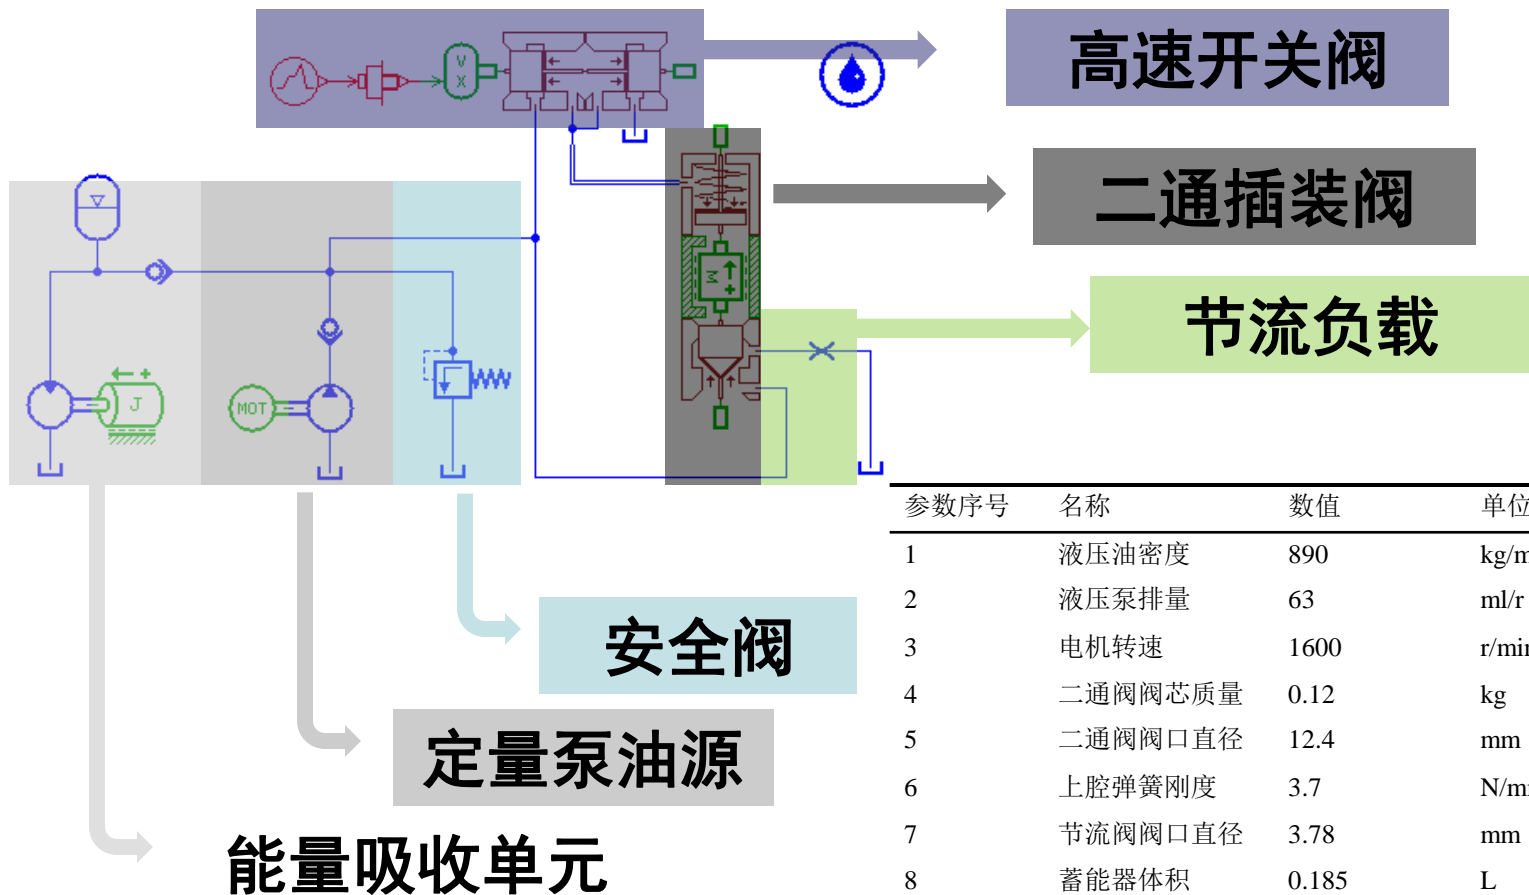 高速开关阀
V
X
二通插装阀
M
节流负载
J
MOT
参数序号 名称 数值 单位
1 液压油密度 890 kg/m
2 液压泵排量 63 ml/r
3 电机转速 1600 r/min
4 二通阀阀芯质量 0.12 kg
5 二通阀阀口直径 12.4 mm
6 上腔弹簧刚度 3.7 N/m
7 节流阀阀口直径 3.78 mm
8 蓄能器体积 0.185 L
安全阀
定量泵油源
能量吸收单元